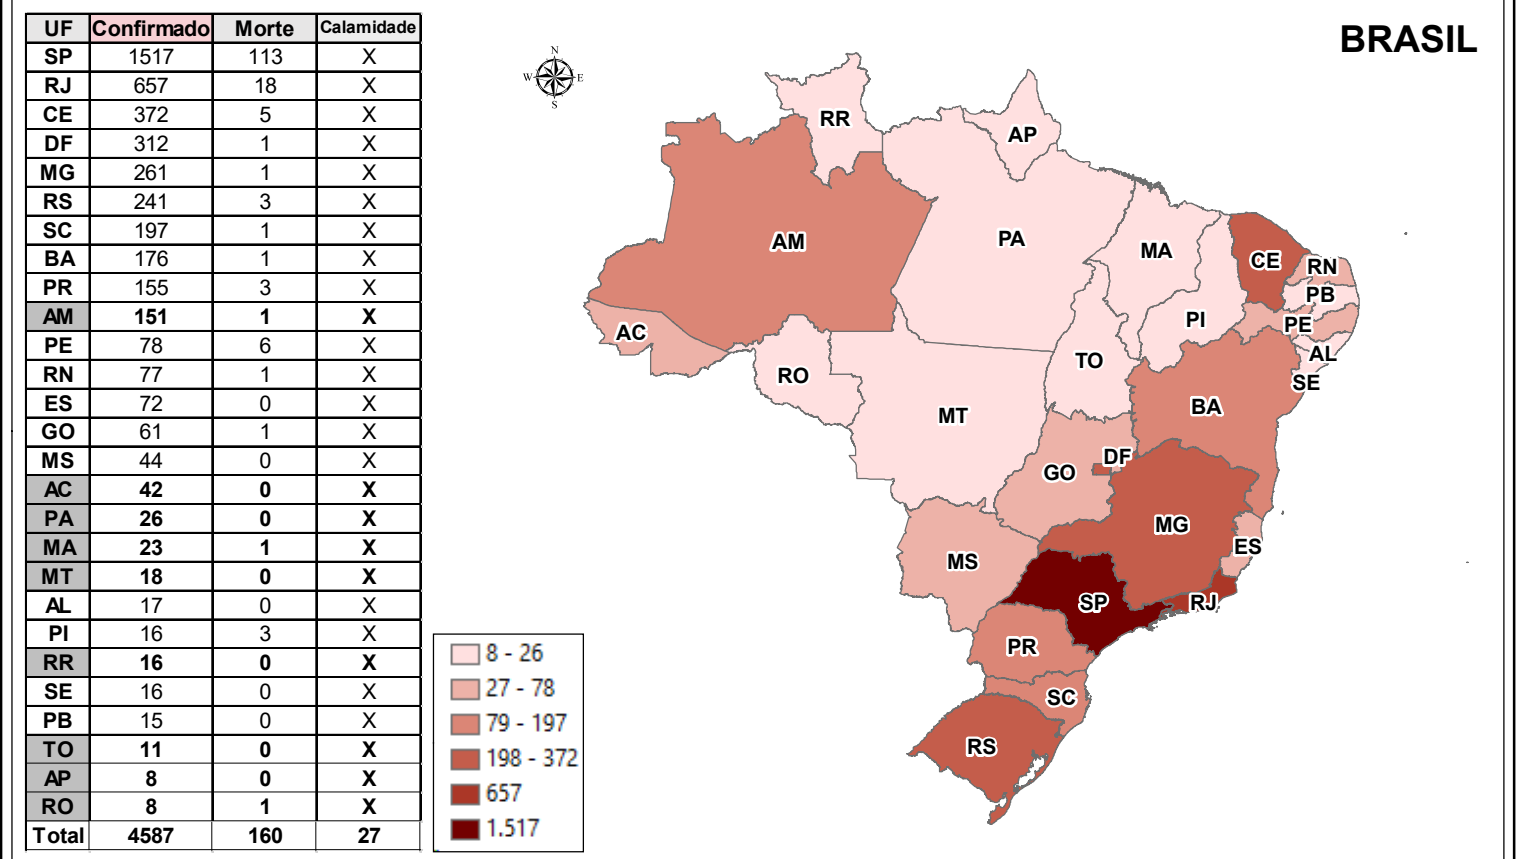 UF Confirmado Morte Calamidade
SP 1517 113 X
RJ 657 18 X
CE 372 5 X
DF 312 1 X
MG 261 1 X
RS 241 3 X
SC 197 1 X
BA 176 1 X
PR 155 3 X
AM 151 1 X
PE 78 6 X
RN 77 1 X
ES 72 0 X
GO 61 1 X
MS 44 0 X
AC 42 0 X
PA 26 0 X
MA 23 1 X
MT 18 0 X
AL 17 0 X
PI 16 3 X
RR 16 0 X
SE 16 0 X
PB 15 0 X
TO 11 0 X
AP 8 0 X
RO 8 1 X
Total 4587 160 27
BRASIL
N
W E
S
RR
AP
AM
PA
MA
CE
RN
PB
PI
PE
AC
AL
TO
RO
SE
BA
MT
DF
GO
MG
ES
MS
SP
RJ
PR
SC
RS
8 - 26
27 - 78
79 - 197
198 - 372
657
1.517